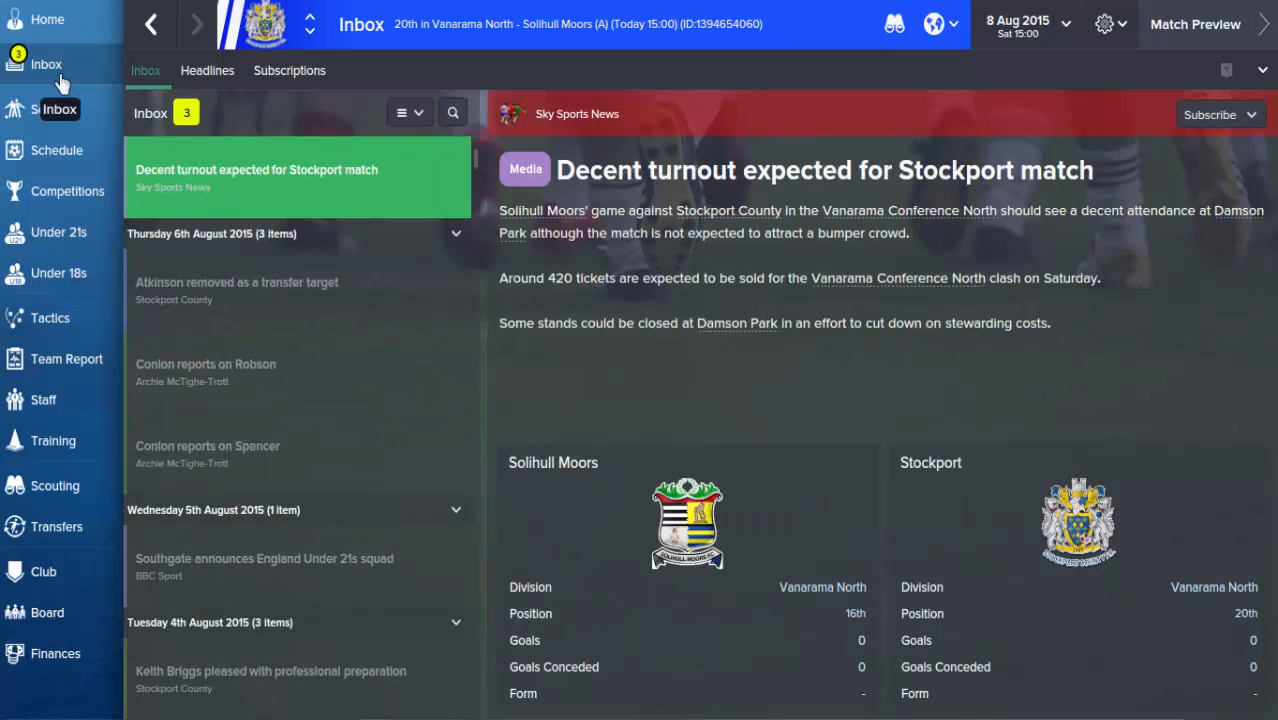 Home
Inbox
20th in Vanarama North - Solihull Moors (A) (Today 15:00) (ID:1394654060)
8 Aug 2015
Sat 15:00
Match Preview
3
Inbox
Inbox
Schedule
Competitions
U21
Under 21s
U18
Under 18s
Tactics
Team Report
Staff
Training
Scouting
Transfers
Club
Board
Finances
Inbox
Headlines
Subscriptions
Inbox 3
Decent turnout expected for Stockport match
Sky Sports News
Thursday 6th August 2015 (3 items)
Atkinson removed as a transfer target
Stockport County
Conlon reports on Robson
Archie McTighe-Trott
Conlon reports on Spencer
Archie McTighe-Trott
Wednesday 5th August 2015 (1 item)
Southgate announces England Under 21s squad
BBC Sport
Tuesday 4th August 2015 (3 items)
Keith Briggs pleased with professional preparation
Stockport County
Sky Sports News
Subscribe
Media Decent turnout expected for Stockport match
Solihull Moors' game against Stockport County in the Vanarama Conference North should see a decent attendance at Damson
Park although the match is not expected to attract a bumper crowd.
Around 420 tickets are expected to be sold for the Vanarama Conference North clash on Saturday.
Some stands could be closed at Damson Park in an effort to cut down on stewarding costs.
Solihull Moors
SOLIHULL MOORS F.C.
Division Vanarama North
Position 16th
Goals 0
Goals Conceded 0
Form -
Stockport
Division Vanarama North
Position 20th
Goals 0
Goals Conceded 0
Form -